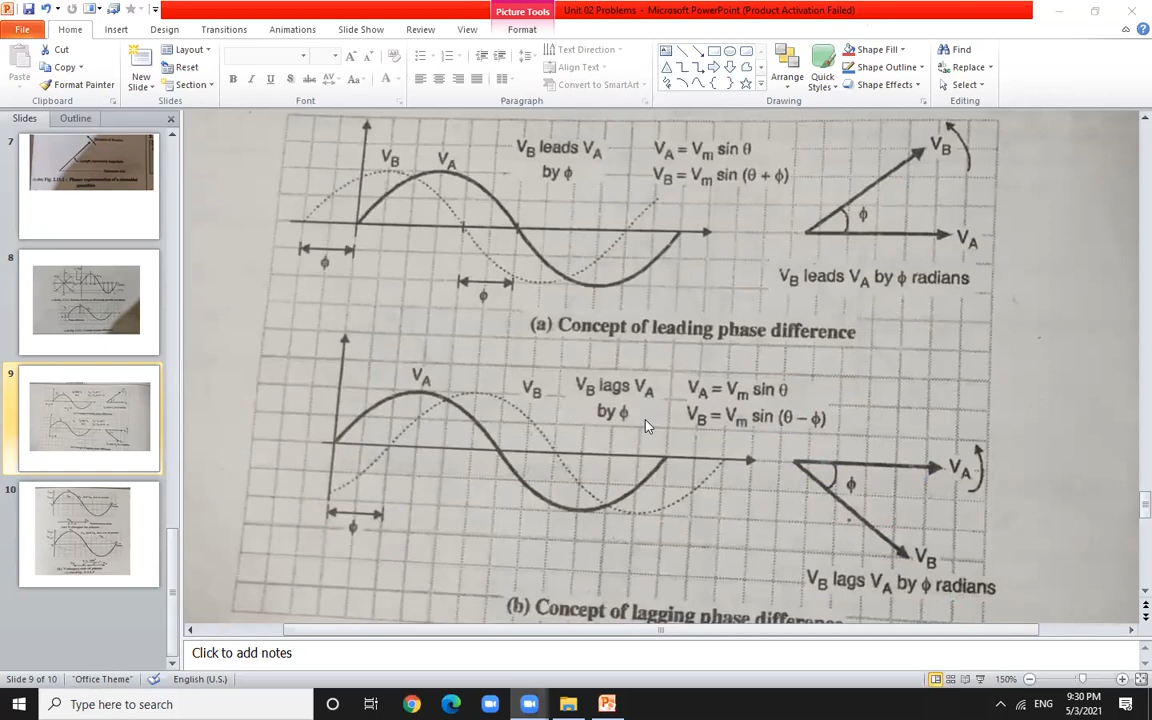 Picture Tools
Unit 02 Problems - Microsoft PowerPoint (Product Activation Failed)
File Home Insert Design Transitions Animations Slide Show Review View Format
Paste
Cut
Copy
Format Painter
Clipboard
New Slide
Layout
Reset
Section
Slides
B I U S abc AV Aa A
Font
Text Direction
Align Text
Convert to SmartArt
Paragraph
Arrange
Quick Styles
Shape Fill
Shape Outline
Shape Effects
Drawing
Find
Replace
Select
Editing
Slides Outline
7
8
9
10
V_B V_A
V_B leads V_A
by ϕ
V_A = V_m sin θ
V_B = V_m sin (θ + ϕ)
V_B
ϕ
V_A
ϕ
ϕ
V_B leads V_A by ϕ radians
(a) Concept of leading phase difference
V_A
V_B
V_B lags V_A
by ϕ
V_A = V_m sin θ
V_B = V_m sin (θ – ϕ)
V_A
ϕ
V_B
ϕ
V_B lags V_A by ϕ radians
(b) Concept of lagging phase difference
Click to add notes
Slide 9 of 10 "Office Theme" English (U.S.) 150%
Type here to search
ENG
9:30 PM
5/3/2021